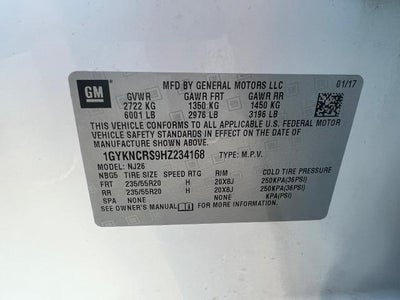 GM
MFD BY GENERAL MOTORS LLC 01/17
GVWR GAWR FRT GAWR RR
2722 KG 1350 KG 1450 KG
6001 LB 2976 LB 3196 LB
THIS VEHICLE CONFORMS TO ALL APPLICABLE U.S. FEDERAL MOTOR
VEHICLE SAFETY STANDARDS IN EFFECT ON THE DATE OF
MANUFACTURE SHOWN ABOVE.
1GYKNCRS9HZ234168 TYPE: M.P.V.
MODEL: NJ26
NBG5 TIRE SIZE SPEED RTG RIM COLD TIRE PRESSURE
FRT 235/55R20 H 20X8J 250KPA(36PSI)
RR 235/55R20 H 20X8J 250KPA(36PSI)
SPA NONE NONE KPA(PSI)
SEE OWNER'S MANUAL FOR ADDITIONAL INFORMATION.